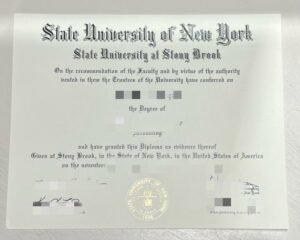 State University of New York
State University at Stony Brook
On the recommendation of the Faculty and by virtue of the authority
vested in them the Trustees of the University have conferred on
the Degree of
and have granted this Diploma as evidence thereof
Given at Stony Brook, in the State of New York, in the United States of America
on the